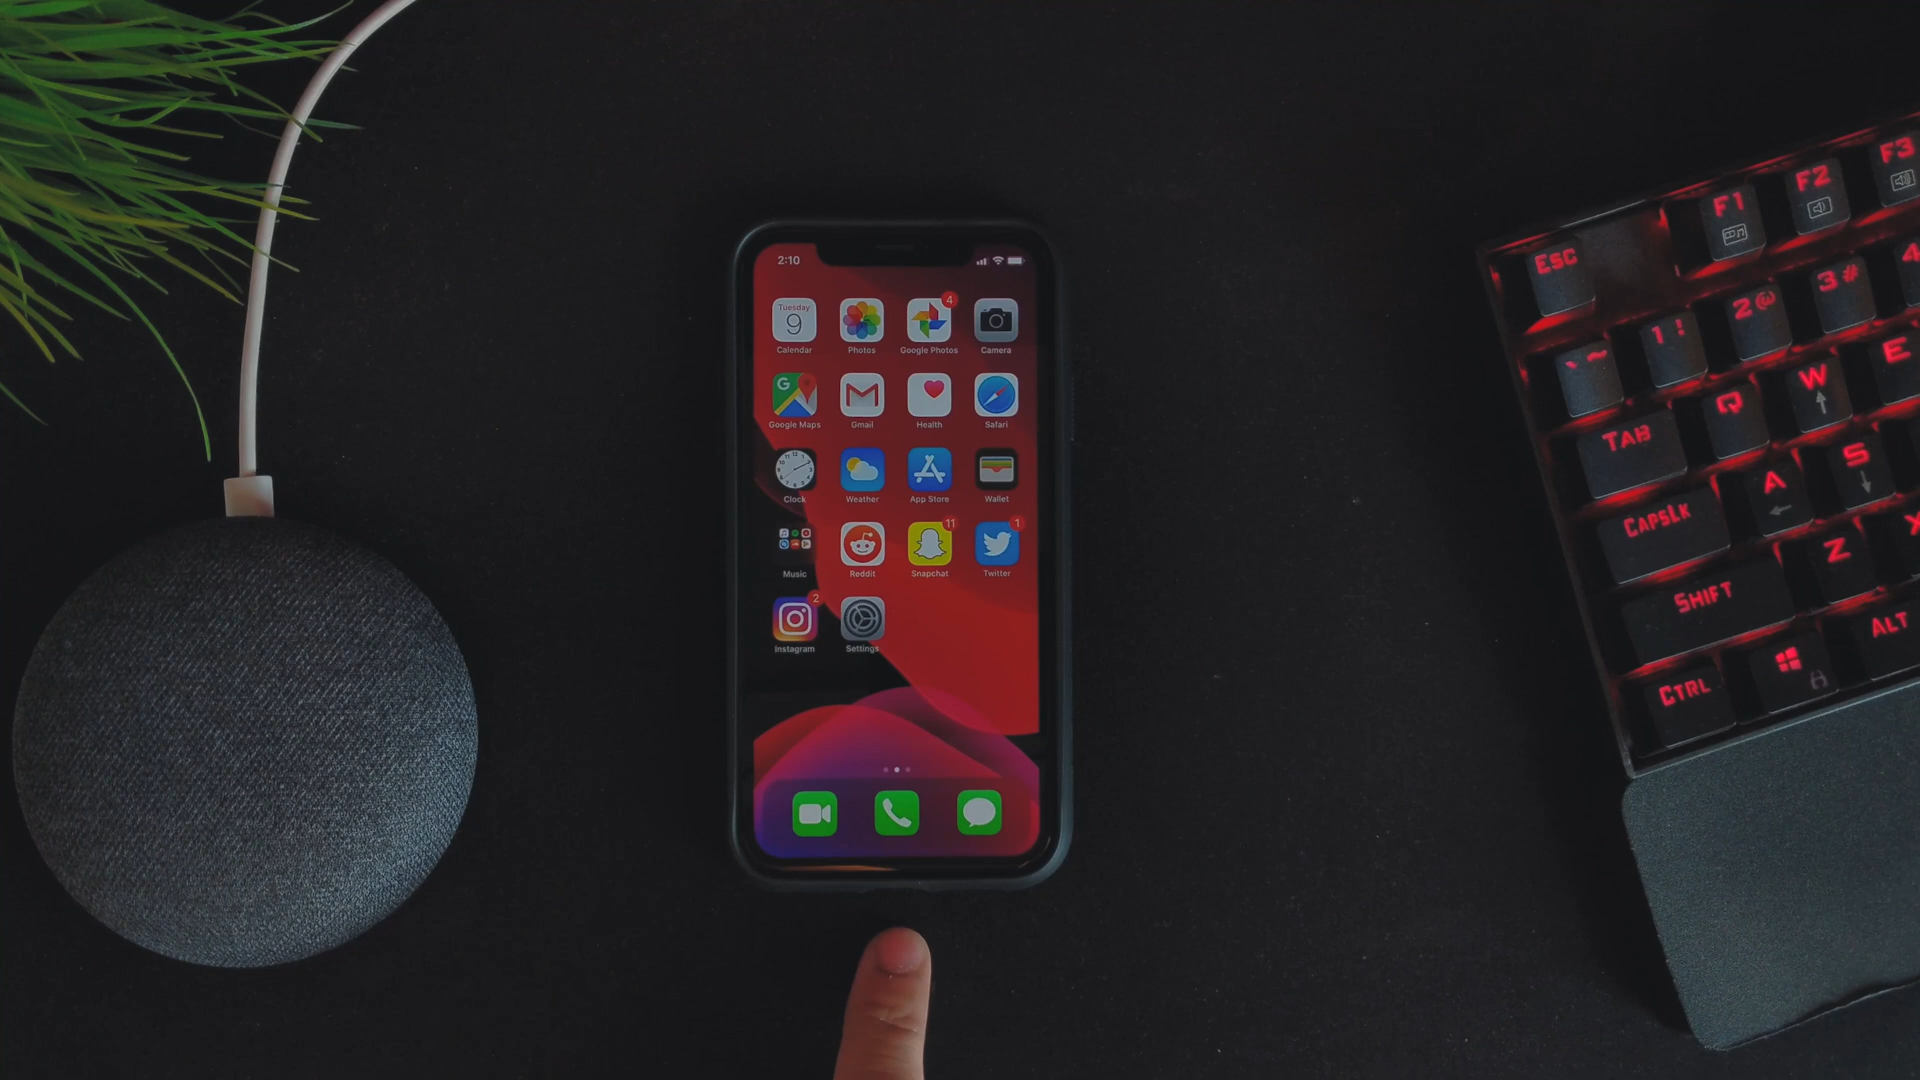 2:10
Tuesday
9
4
Calendar
Photos
Google Photos
Camera
G
Google Maps
Gmail
Health
Safari
Clock
Weather
App Store
Wallet
11
1
Music
Reddit
Snapchat
Twitter
2
Instagram
Settings
ESC
F1
F2
F3
` ~
1 !
2 @
3 #
4
TAB
Q
W
E
CAPSLK
A
S
SHIFT
Z
X
CTRL
ALT